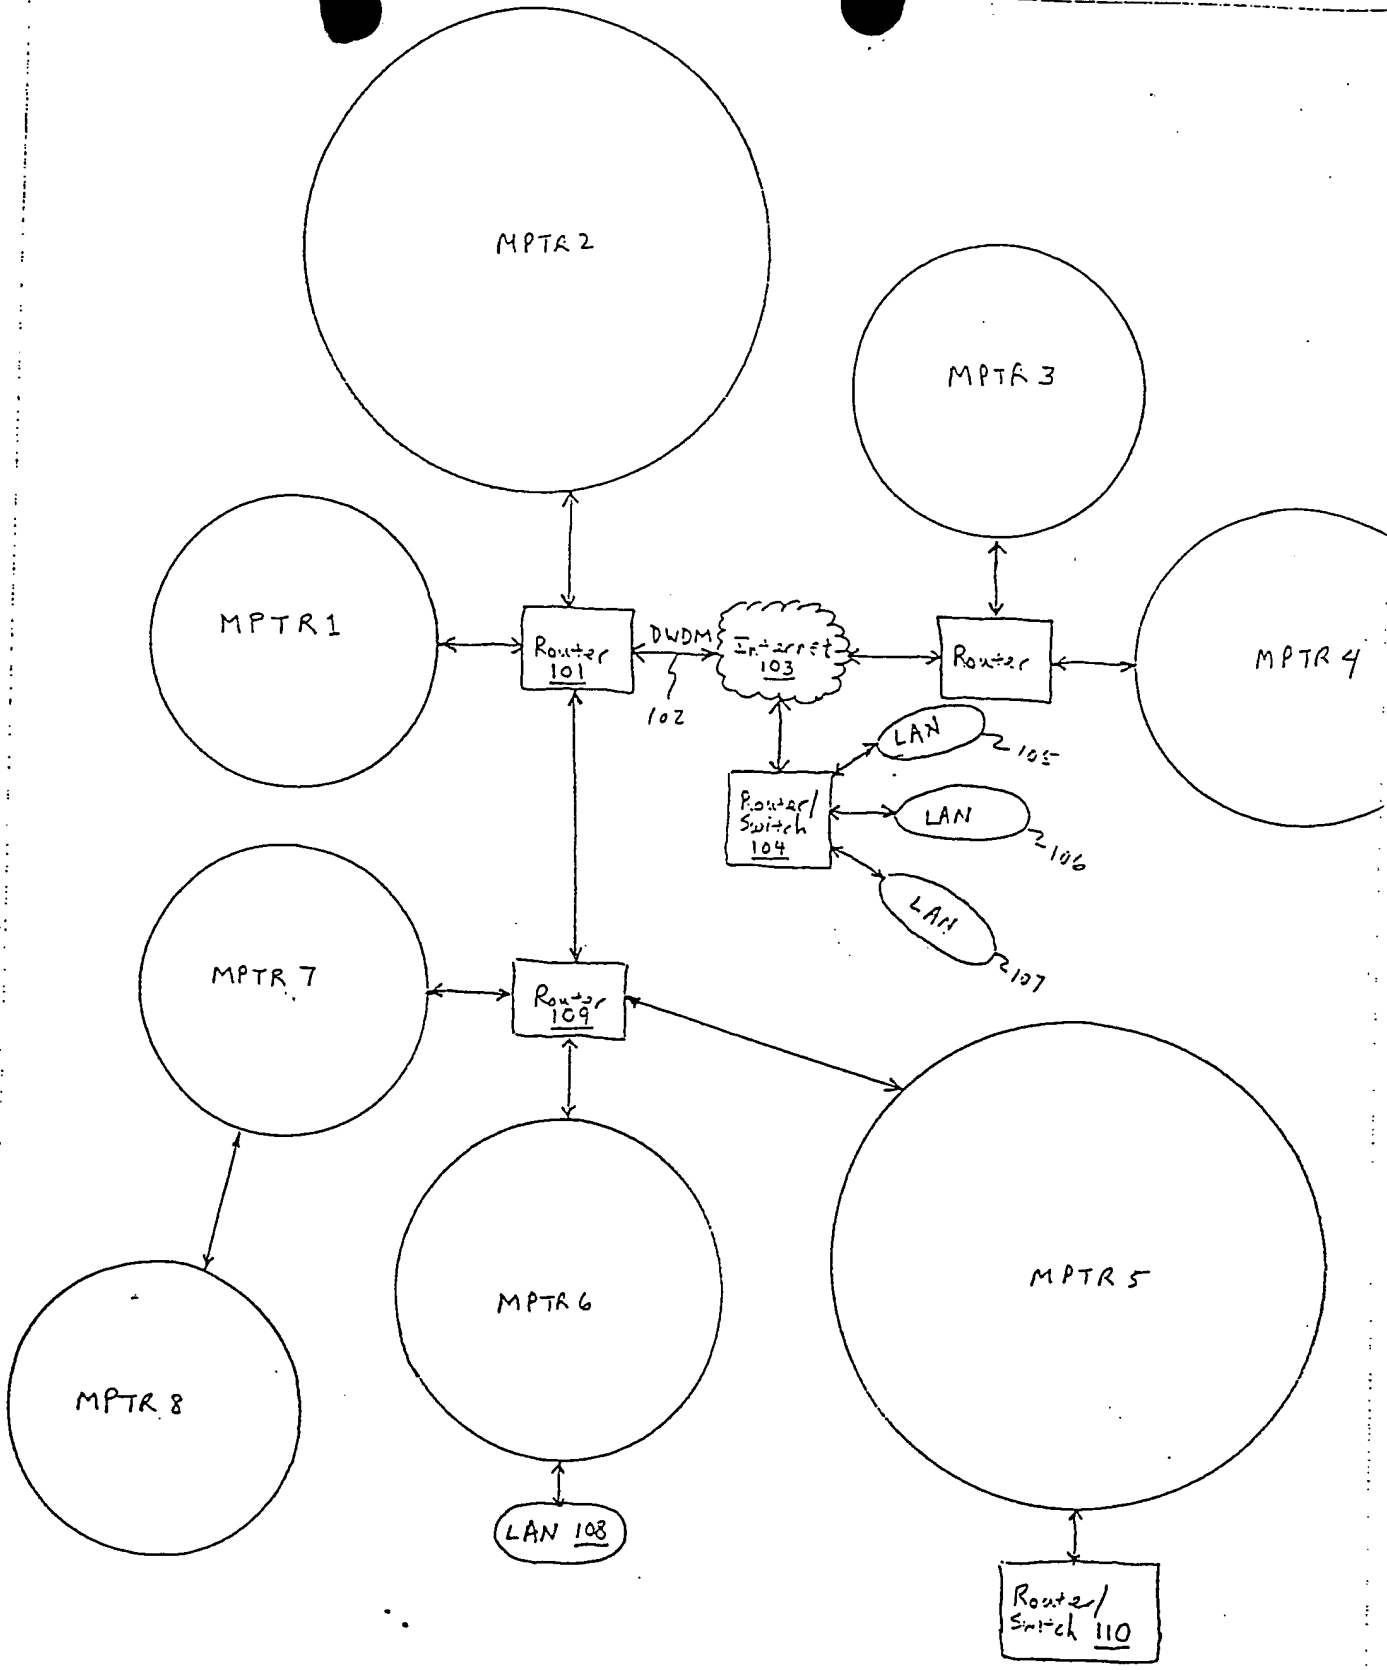 MPTR 2
MPTR 3
MPTR 1
Router
101
DWDM
102
Internet
103
Router
MPTR 4
LAN
105
Router/
Switch
104
LAN
106
LAN
107
MPTR 7
Router
109
MPTR 5
MPTR 6
MPTR 8
LAN 108
Router/
Switch 110